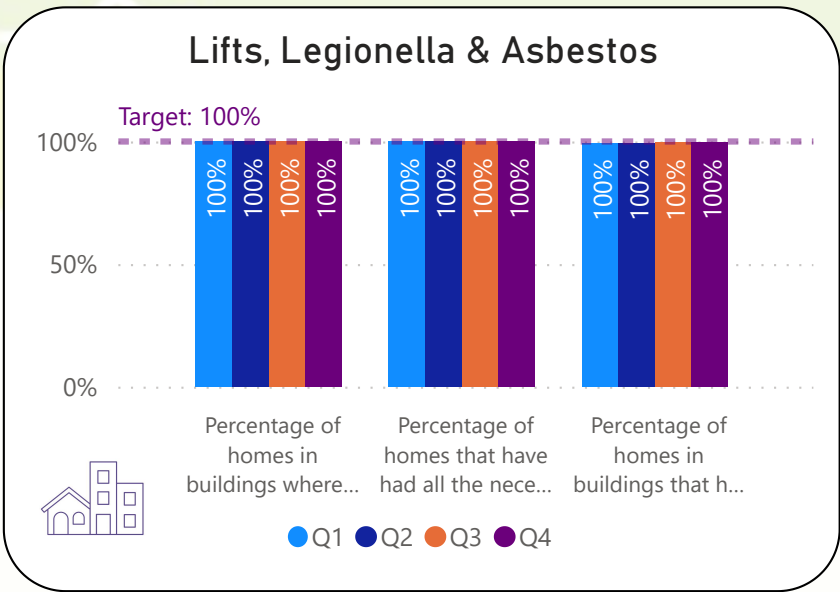 Lifts, Legionella & Asbestos
Target: 100%
100%
50%
0%
100%
100%
100%
100%
100%
100%
100%
100%
100%
100%
100%
100%
Percentage of
homes in
buildings where...
Percentage of
homes that have
had all the nece...
Percentage of
homes in
buildings that h...
Q1 Q2 Q3 Q4